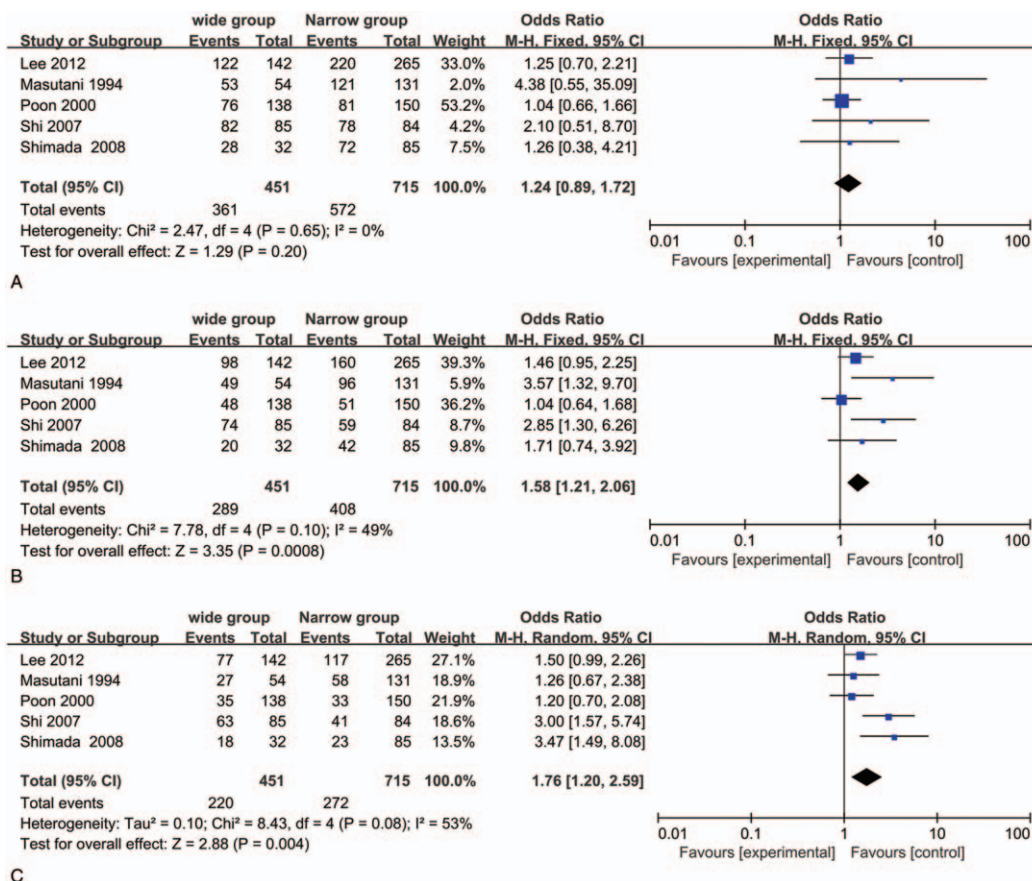 wide group Narrow group Odds Ratio Odds Ratio
Study or Subgroup Events Total Events Total Weight M-H, Fixed, 95% CI M-H, Fixed, 95% CI
Lee 2012 122 142 220 265 33.0% 1.25 [0.70, 2.21]
Masutani 1994 53 54 121 131 2.0% 4.38 [0.55, 35.09]
Poon 2000 76 138 81 150 53.2% 1.04 [0.66, 1.66]
Shi 2007 82 85 78 84 4.2% 2.10 [0.51, 8.70]
Shimada 2008 28 32 72 85 7.5% 1.26 [0.38, 4.21]
Total (95% CI) 451 715 100.0% 1.24 [0.89, 1.72]
Total events 361 572
Heterogeneity: Chi² = 2.47, df = 4 (P = 0.65); I² = 0%
Test for overall effect: Z = 1.29 (P = 0.20)
0.01 0.1 1 10 100
Favours [experimental] Favours [control]
A
wide group Narrow group Odds Ratio Odds Ratio
Study or Subgroup Events Total Events Total Weight M-H, Fixed, 95% CI M-H, Fixed, 95% CI
Lee 2012 98 142 160 265 39.3% 1.46 [0.95, 2.25]
Masutani 1994 49 54 96 131 5.9% 3.57 [1.32, 9.70]
Poon 2000 48 138 51 150 36.2% 1.04 [0.64, 1.68]
Shi 2007 74 85 59 84 8.7% 2.85 [1.30, 6.26]
Shimada 2008 20 32 42 85 9.8% 1.71 [0.74, 3.92]
Total (95% CI) 451 715 100.0% 1.58 [1.21, 2.06]
Total events 289 408
Heterogeneity: Chi² = 7.78, df = 4 (P = 0.10); I² = 49%
Test for overall effect: Z = 3.35 (P = 0.0008)
0.01 0.1 1 10 100
Favours [experimental] Favours [control]
B
wide group Narrow group Odds Ratio Odds Ratio
Study or Subgroup Events Total Events Total Weight M-H, Random, 95% CI M-H, Random, 95% CI
Lee 2012 77 142 117 265 27.1% 1.50 [0.99, 2.26]
Masutani 1994 27 54 58 131 18.9% 1.26 [0.67, 2.38]
Poon 2000 35 138 33 150 21.9% 1.20 [0.70, 2.08]
Shi 2007 63 85 41 84 18.6% 3.00 [1.57, 5.74]
Shimada 2008 18 32 23 85 13.5% 3.47 [1.49, 8.08]
Total (95% CI) 451 715 100.0% 1.76 [1.20, 2.59]
Total events 220 272
Heterogeneity: Tau² = 0.10; Chi² = 8.43, df = 4 (P = 0.08); I² = 53%
Test for overall effect: Z = 2.88 (P = 0.004)
0.01 0.1 1 10 100
Favours [experimental] Favours [control]
C